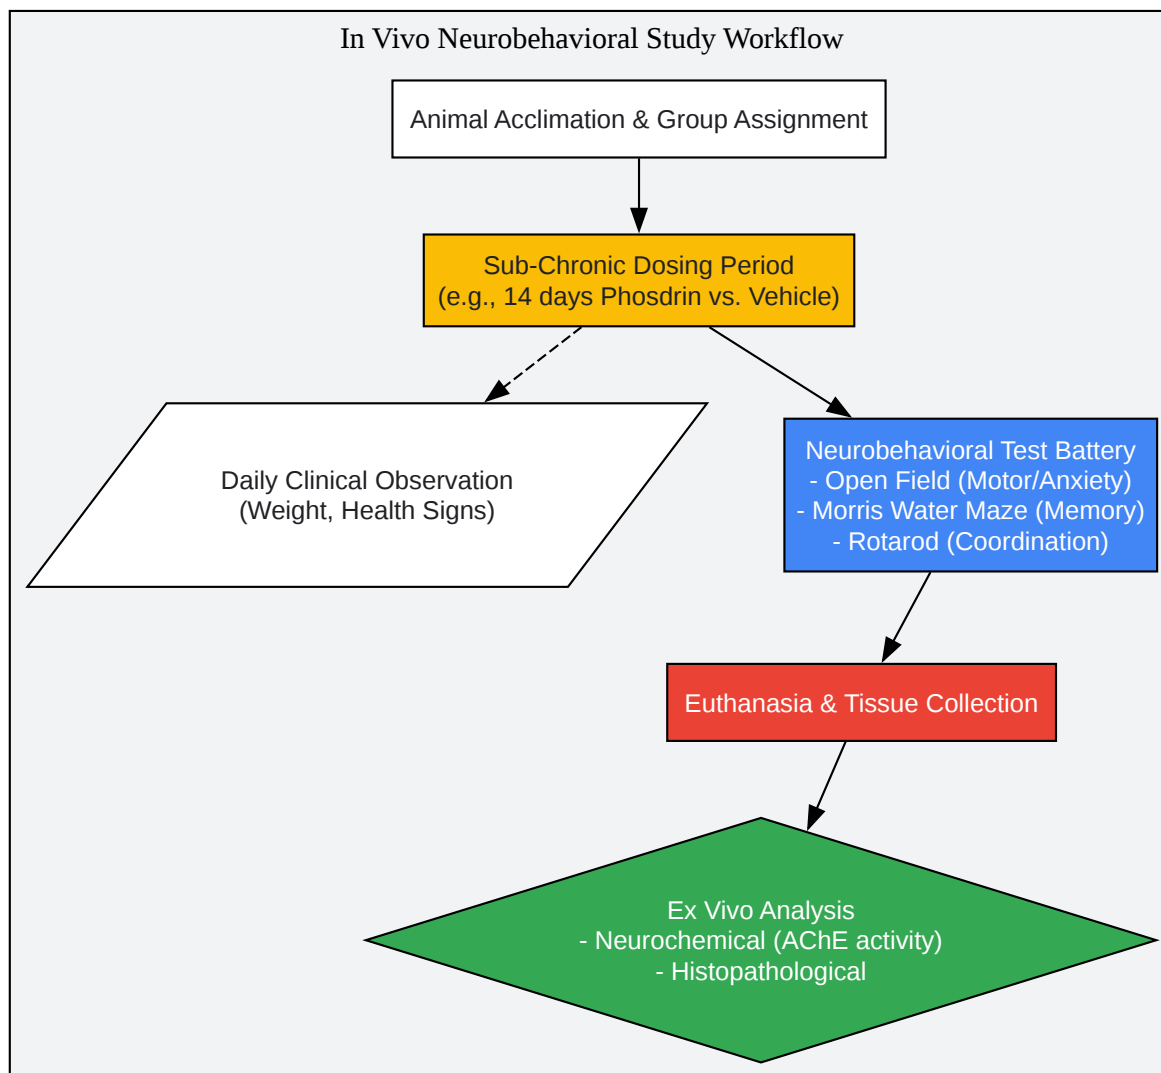 In Vivo Neurobehavioral Study Workflow
Animal Acclimation & Group Assignment
Sub-Chronic Dosing Period
(e.g., 14 days Phosdrin vs. Vehicle)
Daily Clinical Observation
(Weight, Health Signs)
Neurobehavioral Test Battery
- Open Field (Motor/Anxiety)
- Morris Water Maze (Memory)
- Rotarod (Coordination)
Euthanasia & Tissue Collection
Ex Vivo Analysis
- Neurochemical (AChE activity)
- Histopathological